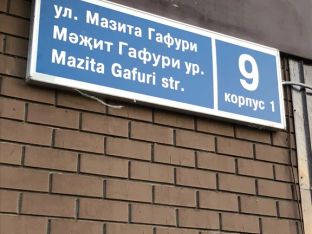 ул. Мазита Гафури
Мәҗит Гафури ур.
Mazita Gafuri str.
9
корпус 1